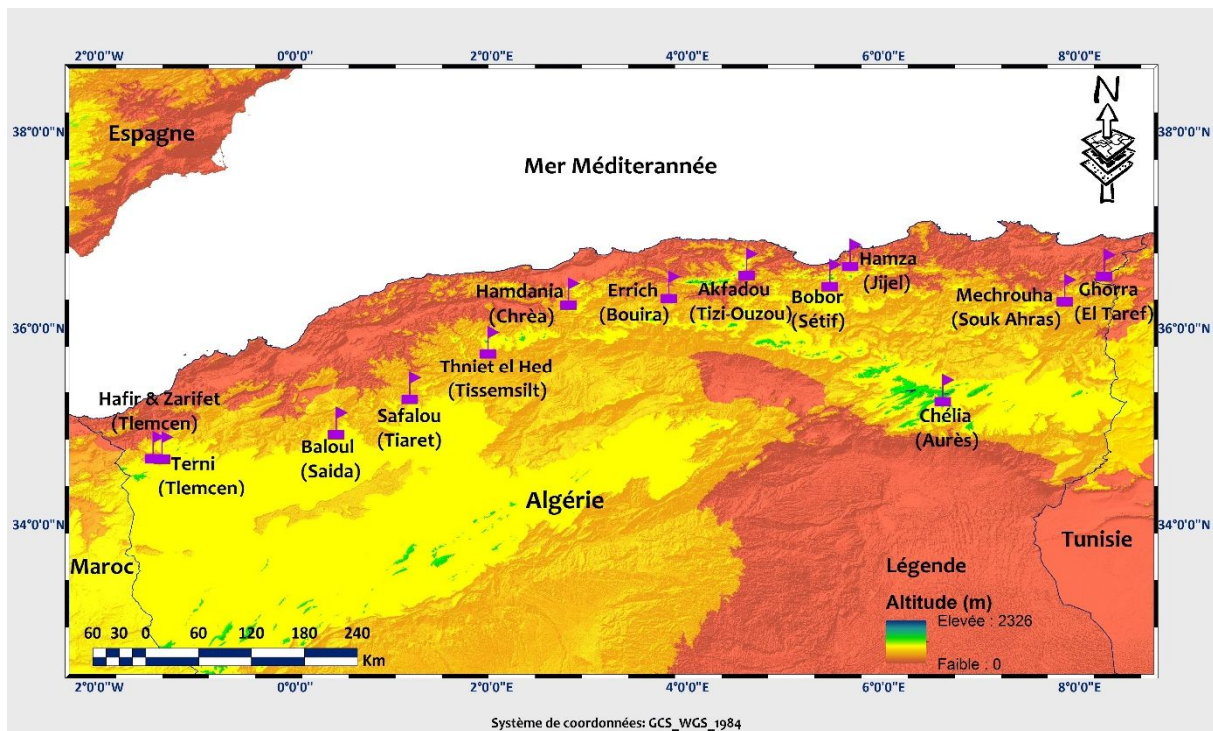 2°0'0"W 0°0'0" 2°0'0"E 4°0'0"E 6°0'0"E 8°0'0"E
N
38°0'0"N
Espagne
38°0'0"N
Mer Méditerannée
Hamza
(Jijel)
Hamdania
(Chrèa)
Errich
(Bouira)
Akfadou
(Tizi-Ouzou)
Bobor
(Sétif)
Mechrouha
(Souk Ahras)
Ghorra
(El Taref)
36°0'0"N
36°0'0"N
Thniet el Hed
(Tissemsilt)
Hafir & Zarifet
(Tlemcen)
Safalou
(Tiaret)
Chélia
(Aurès)
Baloul
(Saida)
Terni
(Tlemcen)
Algérie
34°0'0"N
34°0'0"N
Tunisie
Maroc
Légende
Altitude (m)
Elevée : 2326
Faible : 0
60 30 0 60 120 180 240
Km
2°0'0"W 0°0'0" 2°0'0"E 4°0'0"E 6°0'0"E 8°0'0"E
Système de coordonnées: GCS_WGS_1984